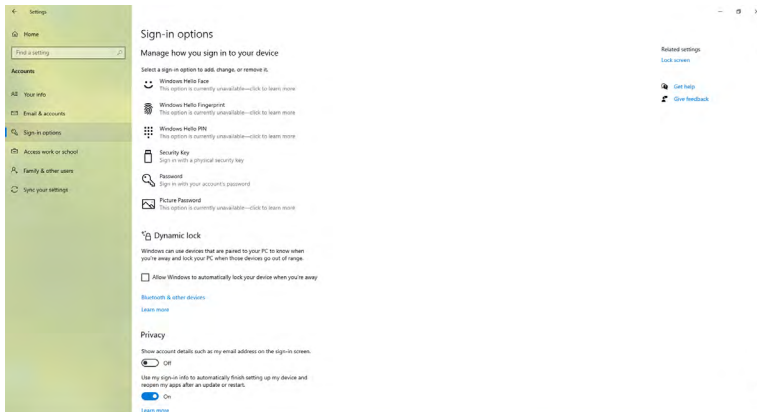 Settings
Home
Find a setting
Accounts
Your info
Email & accounts
Sign-in options
Access work or school
Family & other users
Sync your settings
Sign-in options
Manage how you sign in to your device
Select a sign-in option to add, change, or remove it.
Windows Hello Face
This option is currently unavailable—click to learn more
Windows Hello Fingerprint
This option is currently unavailable—click to learn more
Windows Hello PIN
This option is currently unavailable—click to learn more
Security Key
Sign in with a physical security key
Password
Sign in with your account's password
Picture Password
This option is currently unavailable—click to learn more
Dynamic lock
Windows can use devices that are paired to your PC to know when
you're away and lock your PC when those devices go out of range.
Allow Windows to automatically lock your device when you're away
Bluetooth & other devices
Learn more
Privacy
Show account details such as my email address on the sign-in screen.
Off
Use my sign-in info to automatically finish setting up my device and
reopen my apps after an update or restart.
On
Learn more
Related settings
Lock screen
Get help
Give feedback